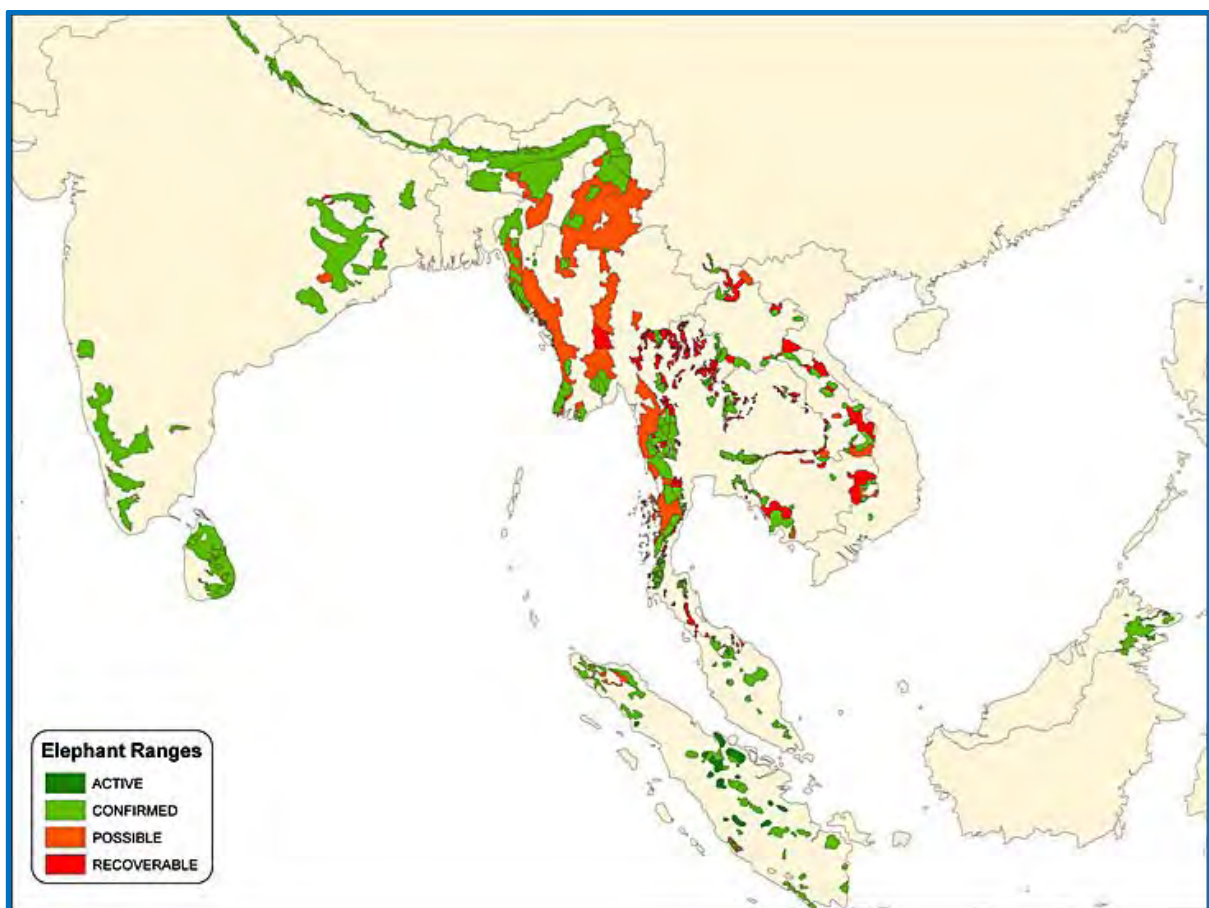 Elephant Ranges
ACTIVE
CONFIRMED
POSSIBLE
RECOVERABLE